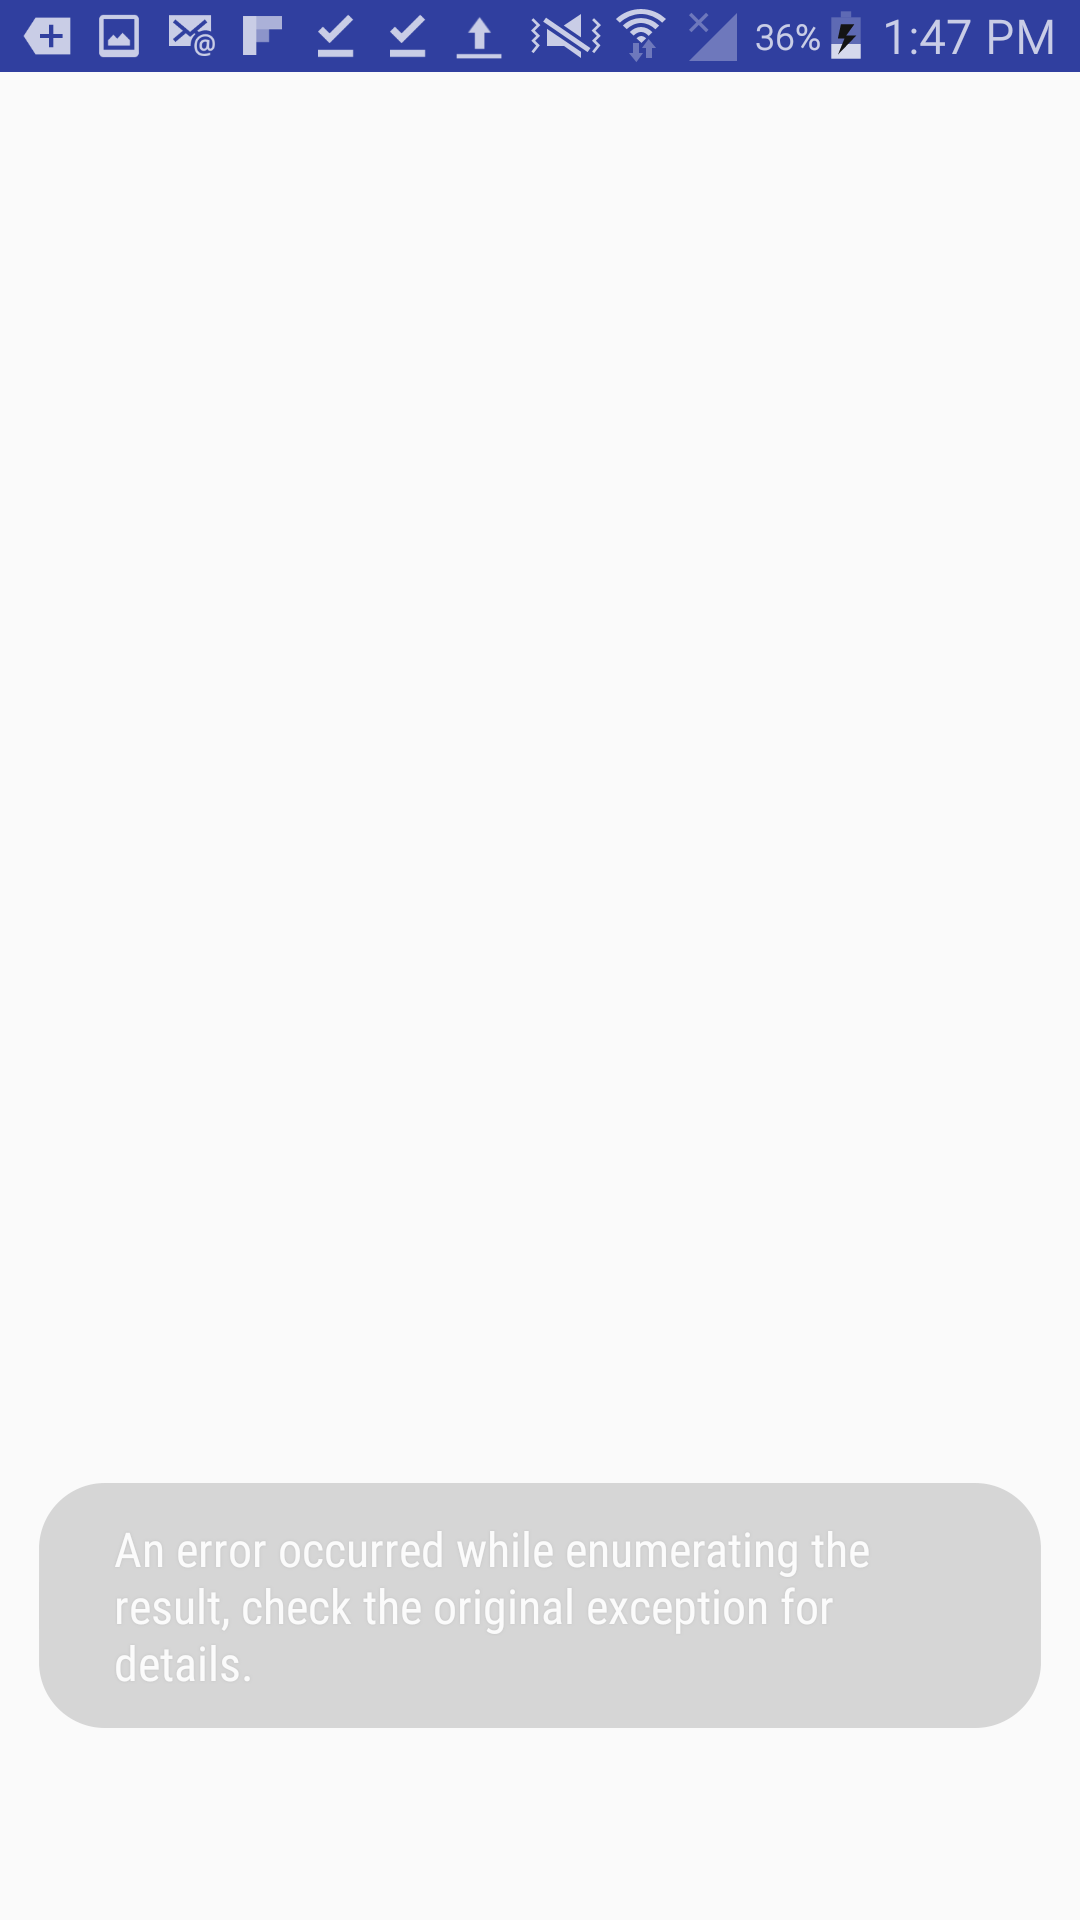 36% 1:47 PM
An error occurred while enumerating the
result, check the original exception for
details.